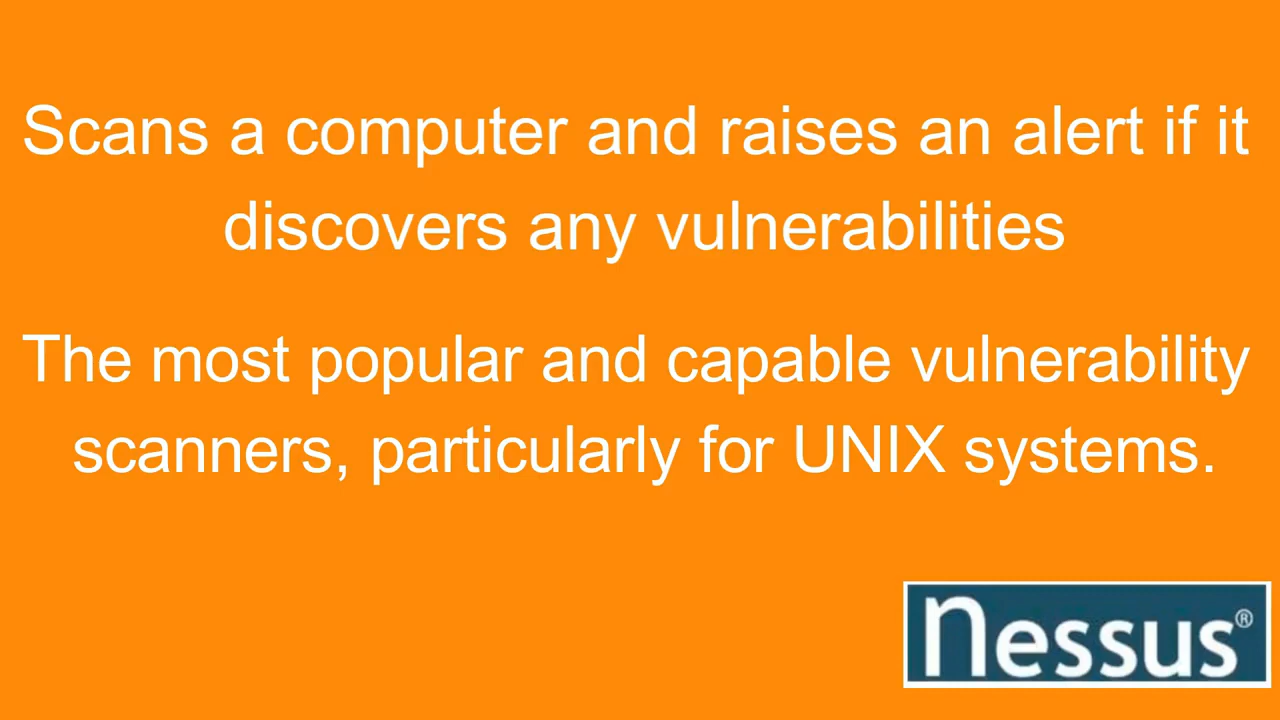 Scans a computer and raises an alert if it
discovers any vulnerabilities
The most popular and capable vulnerability
scanners, particularly for UNIX systems.
nessus®